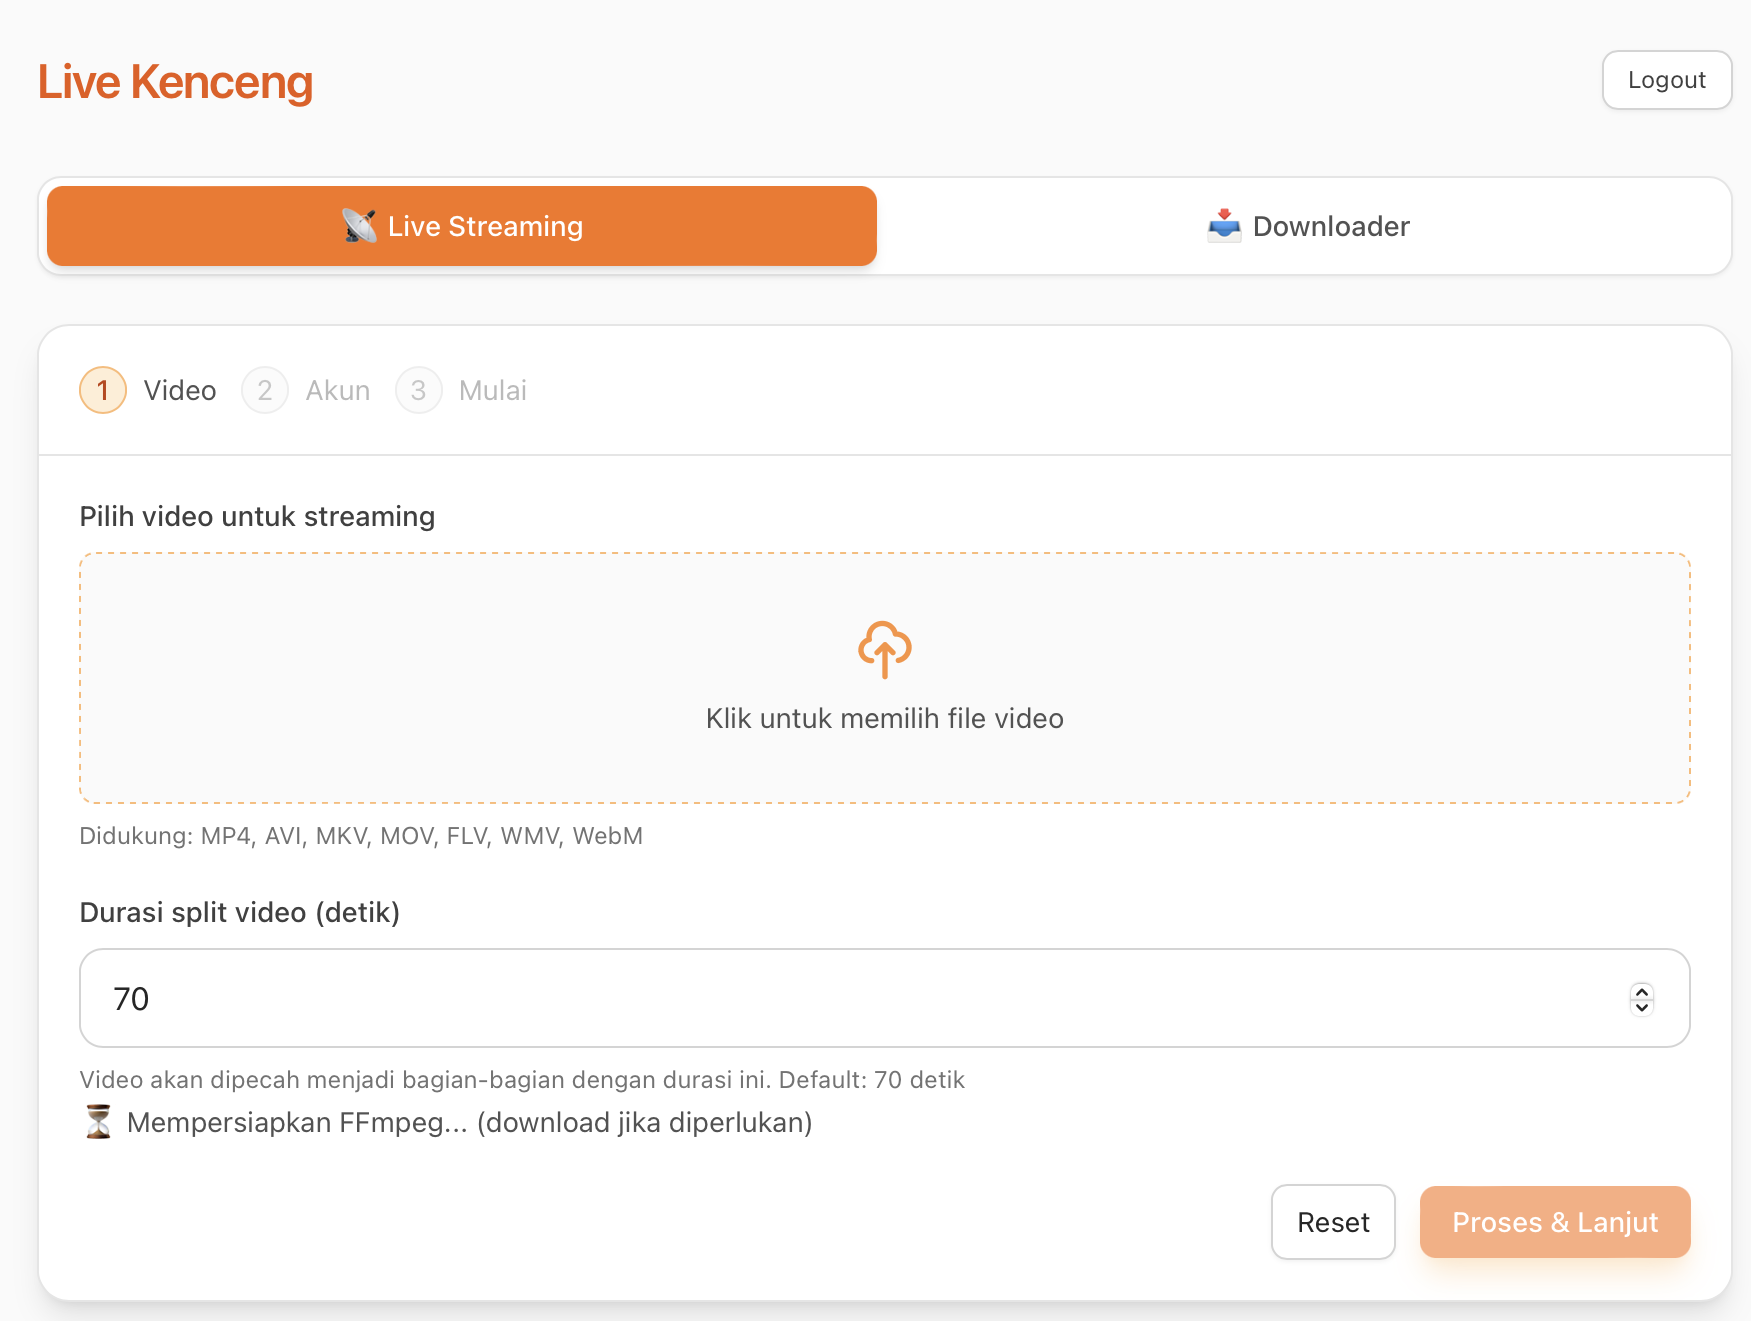 Live Kenceng
Logout
Live Streaming
Downloader
1 Video 2 Akun 3 Mulai
Pilih video untuk streaming
Klik untuk memilih file video
Didukung: MP4, AVI, MKV, MOV, FLV, WMV, WebM
Durasi split video (detik)
70
Video akan dipecah menjadi bagian-bagian dengan durasi ini. Default: 70 detik
⏳ Mempersiapkan FFmpeg... (download jika diperlukan)
Reset
Proses & Lanjut